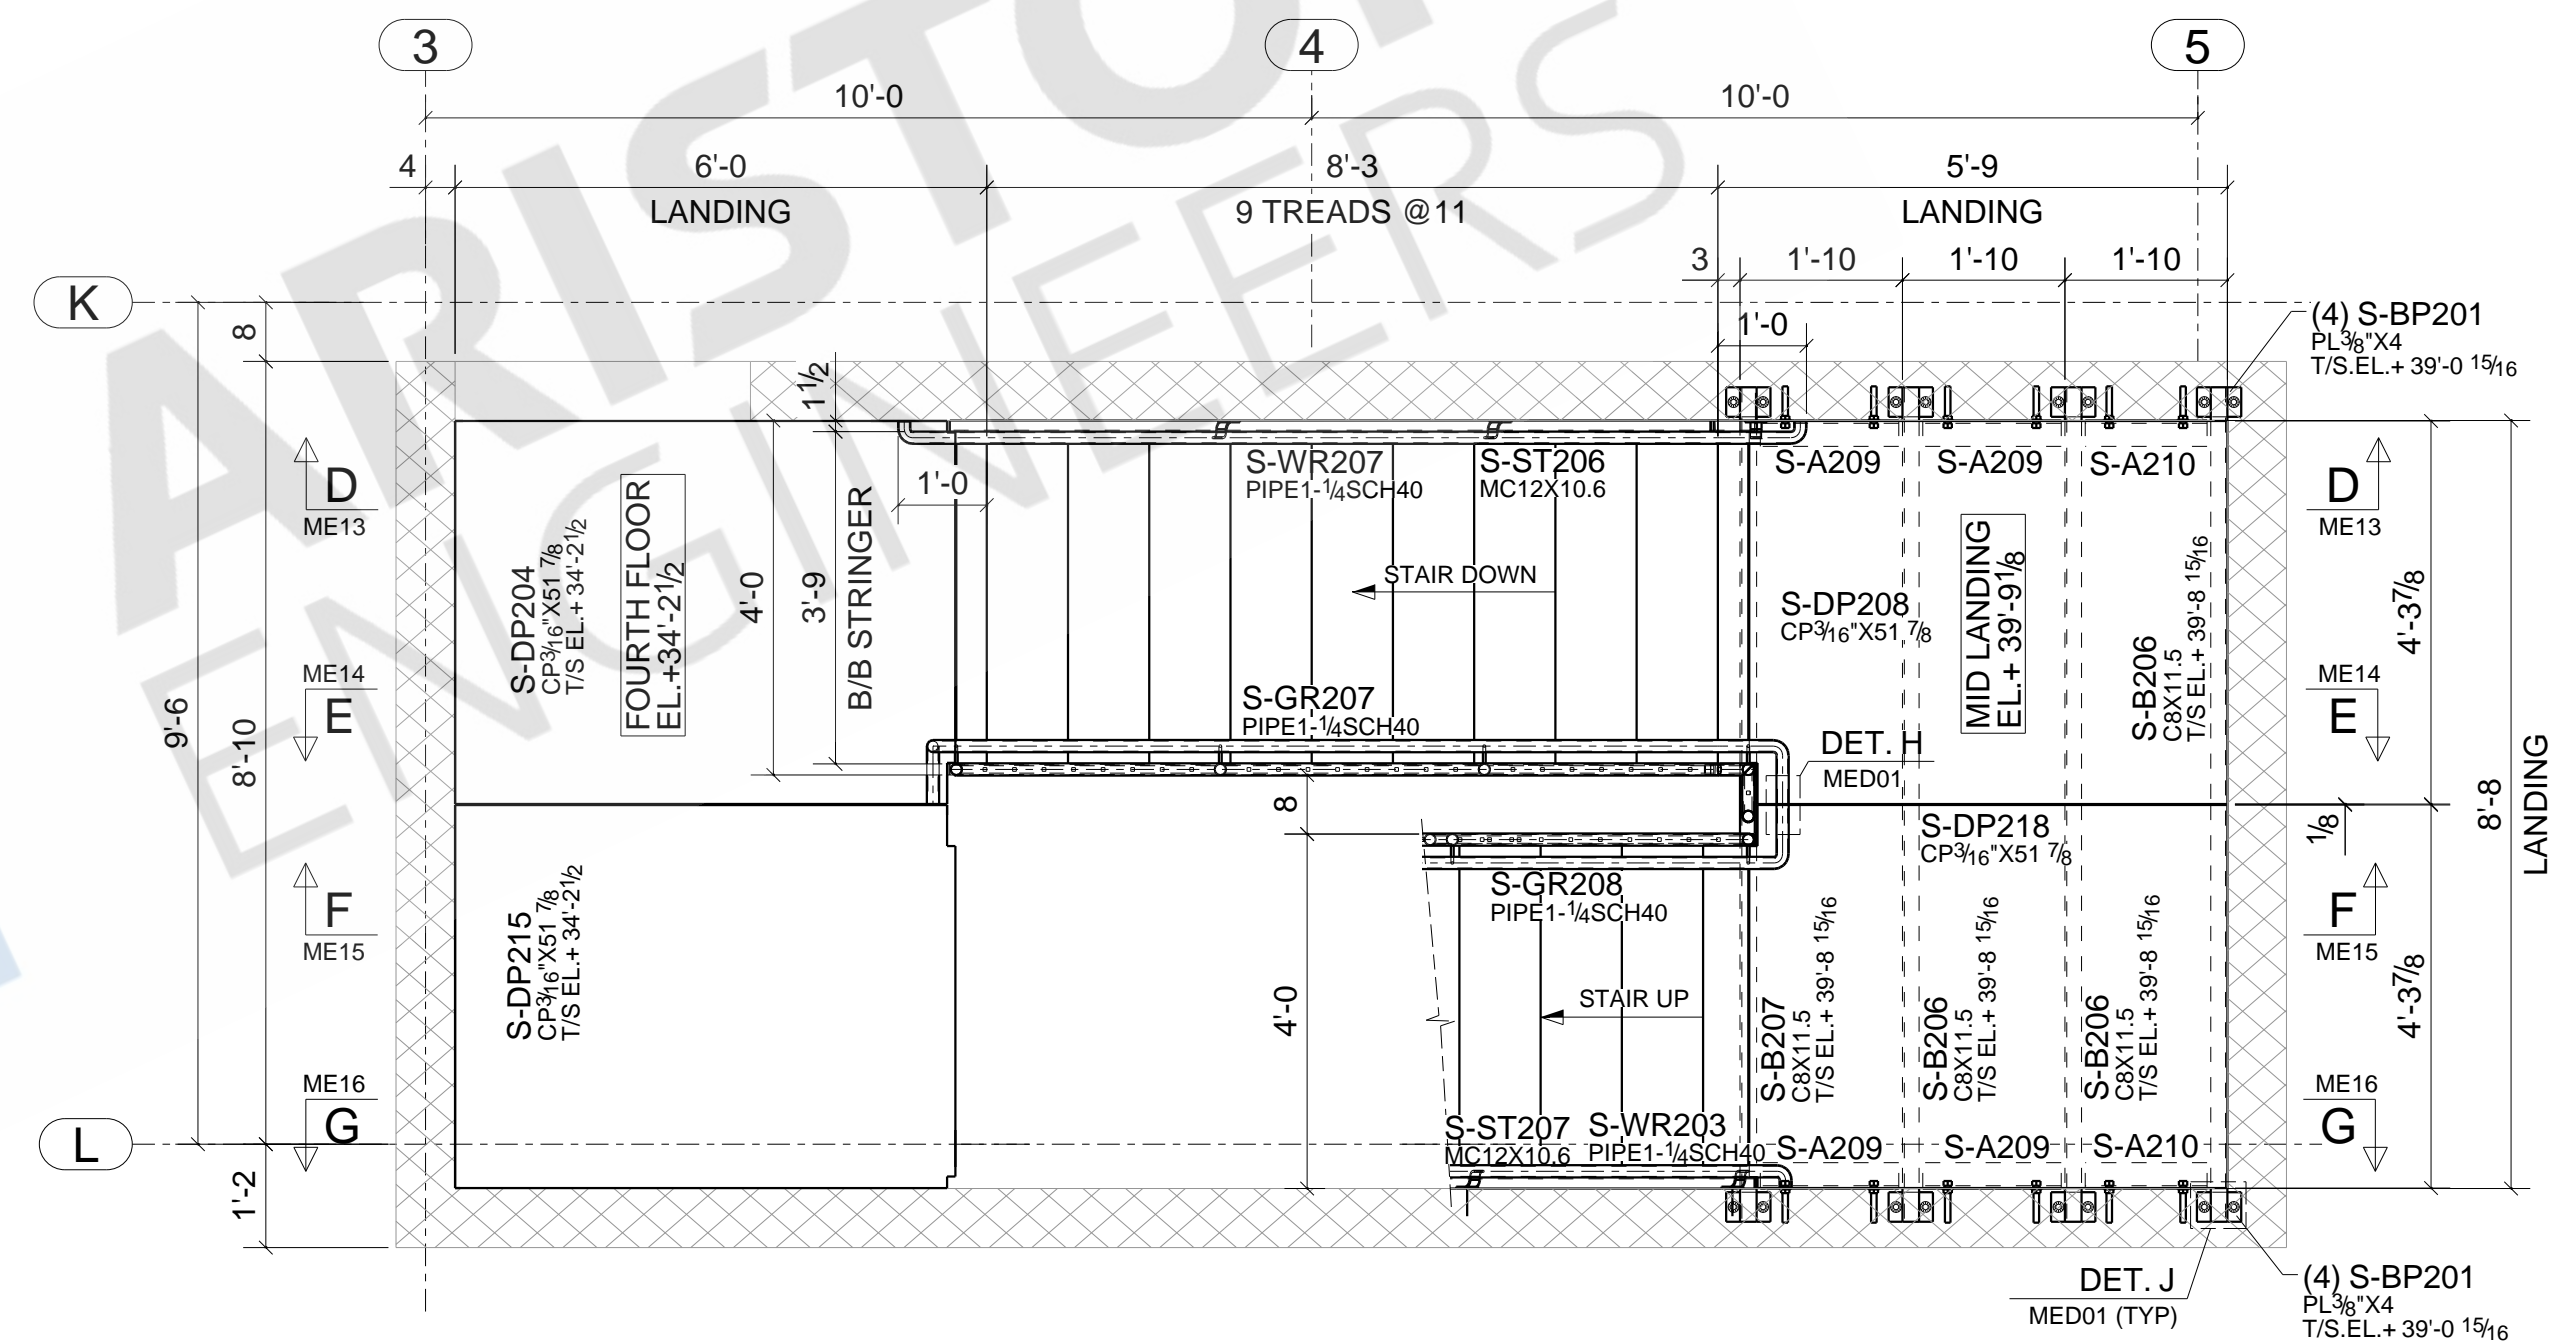 ARISTO
ENGINEERS
3
4
5
10'-0
10'-0
4
6'-0
8'-3
5'-9
LANDING
9 TREADS @11
LANDING
3
1'-10
1'-10
1'-10
K
8
1'-0
(4) S-BP201
PL3/8"X4
T/S.EL.+ 39'-0 15/16
1 1/2
D
ME13
1'-0
S-WR207
PIPE1-1/4SCH40
S-ST206
MC12X10.6
S-A209
S-A209
S-A210
D
ME13
S-DP204
CP3/16"X51 7/8
T/S EL.+ 34'-2 1/2
FOURTH FLOOR
EL.+34'-2 1/2
4'-0
3'-9
B/B STRINGER
STAIR DOWN
S-DP208
CP3/16"X51 7/8
MID LANDING
EL.+ 39'-9 1/8
S-B206
C8X11.5
T/S EL.+ 39'-8 15/16
4'-3 7/8
9'-6
8'-10
ME14
E
S-GR207
PIPE1-1/4SCH40
DET. H
MED01
ME14
E
8
S-DP218
CP3/16"X51 7/8
1/8
8'-8
LANDING
F
ME15
S-DP215
CP3/16"X51 7/8
T/S EL.+ 34'-2 1/2
S-GR208
PIPE1-1/4SCH40
F
ME15
4'-0
STAIR UP
S-B207
C8X11.5
T/S EL.+ 39'-8 15/16
S-B206
C8X11.5
T/S EL.+ 39'-8 15/16
S-B206
C8X11.5
T/S EL.+ 39'-8 15/16
4'-3 7/8
ME16
G
ME16
G
L
S-ST207
MC12X10.6
S-WR203
PIPE1-1/4SCH40
S-A209
S-A209
S-A210
1'-2
DET. J
MED01 (TYP)
(4) S-BP201
PL3/8"X4
T/S.EL.+ 39'-0 15/16